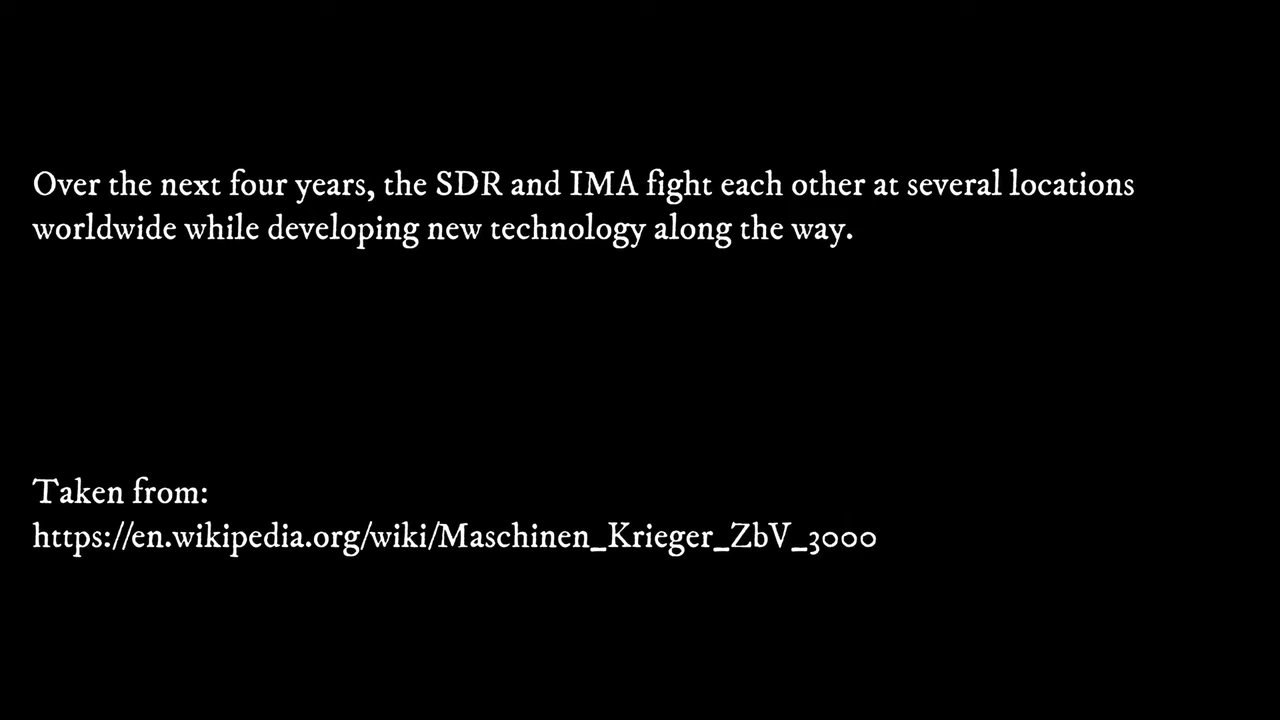 Over the next four years, the SDR and IMA fight each other at several locations
worldwide while developing new technology along the way.
Taken from:
https://en.wikipedia.org/wiki/Maschinen_Krieger_ZbV_3000